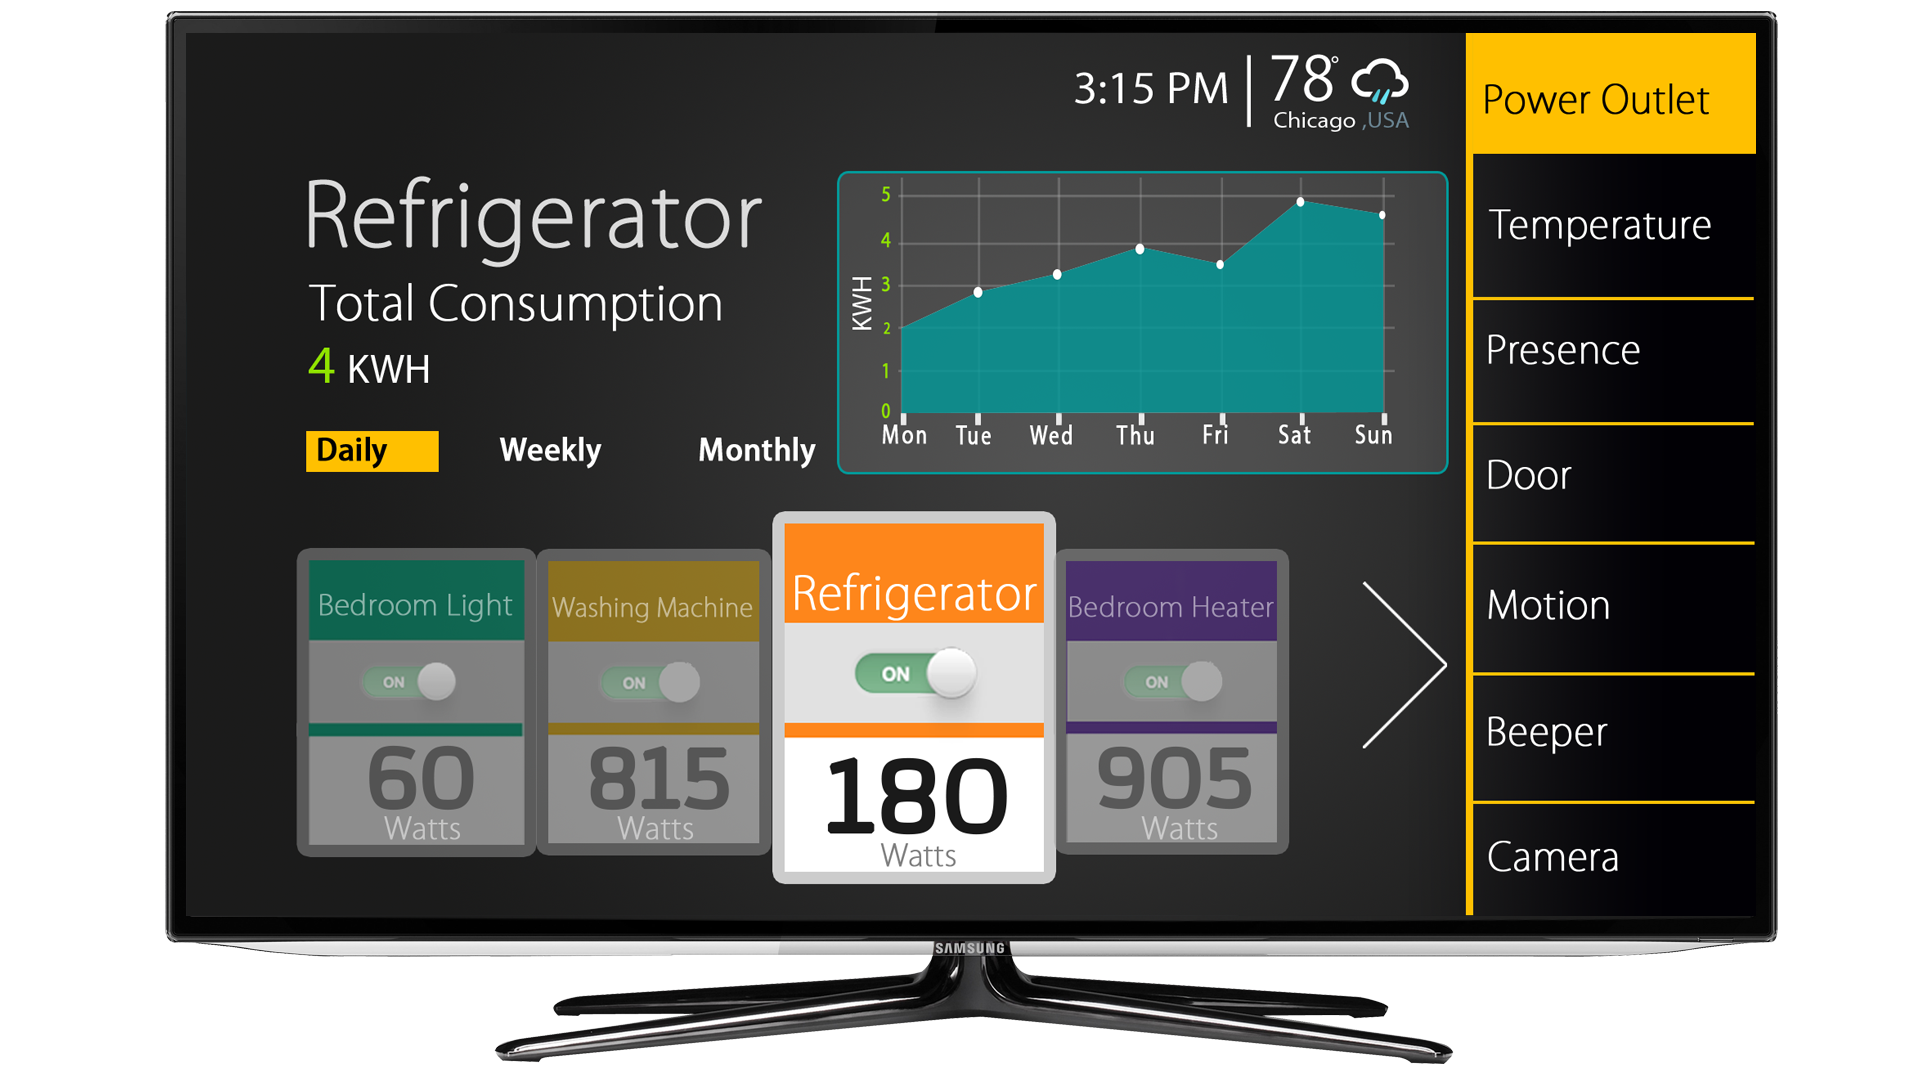 3:15 PM
78°
Chicago ,USA
Refrigerator
Total Consumption
4 KWH
Daily
Weekly
Monthly
KWH
5
4
3
2
1
0
Mon Tue Wed Thu Fri Sat Sun
Bedroom Light
ON
60
Watts
Washing Machine
ON
815
Watts
Refrigerator
ON
180
Watts
Bedroom Heater
ON
905
Watts
Power Outlet
Temperature
Presence
Door
Motion
Beeper
Camera
SAMSUNG